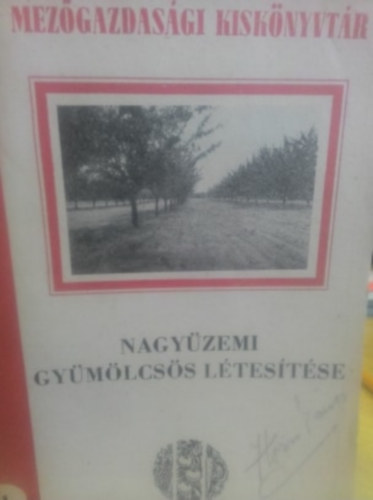 MEZŐGAZDASÁGI KISKÖNYVTÁR
NAGYÜZEMI
GYÜMÖLCSÖS LÉTESÍTÉSE